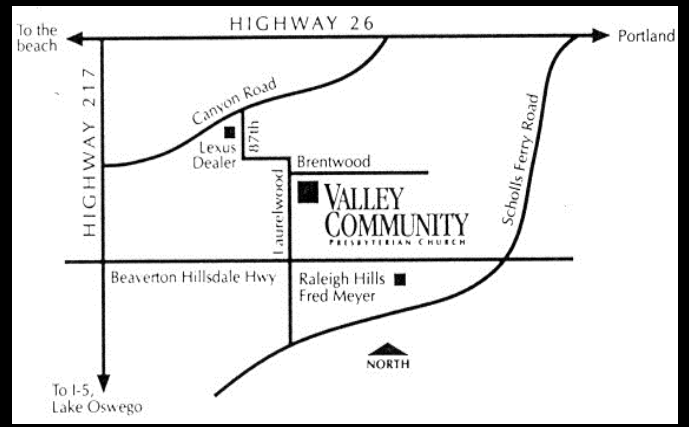 HIGHWAY 26
To the
beach
Portland
HIGHWAY 217
Canyon Road
87th
Lexus
Dealer
Brentwood
Laurelwood
Scholls Ferry Road
VALLEY
COMMUNITY
PRESBYTERIAN CHURCH
Beaverton Hillsdale Hwy
Raleigh Hills
Fred Meyer
NORTH
To I-5,
Lake Oswego